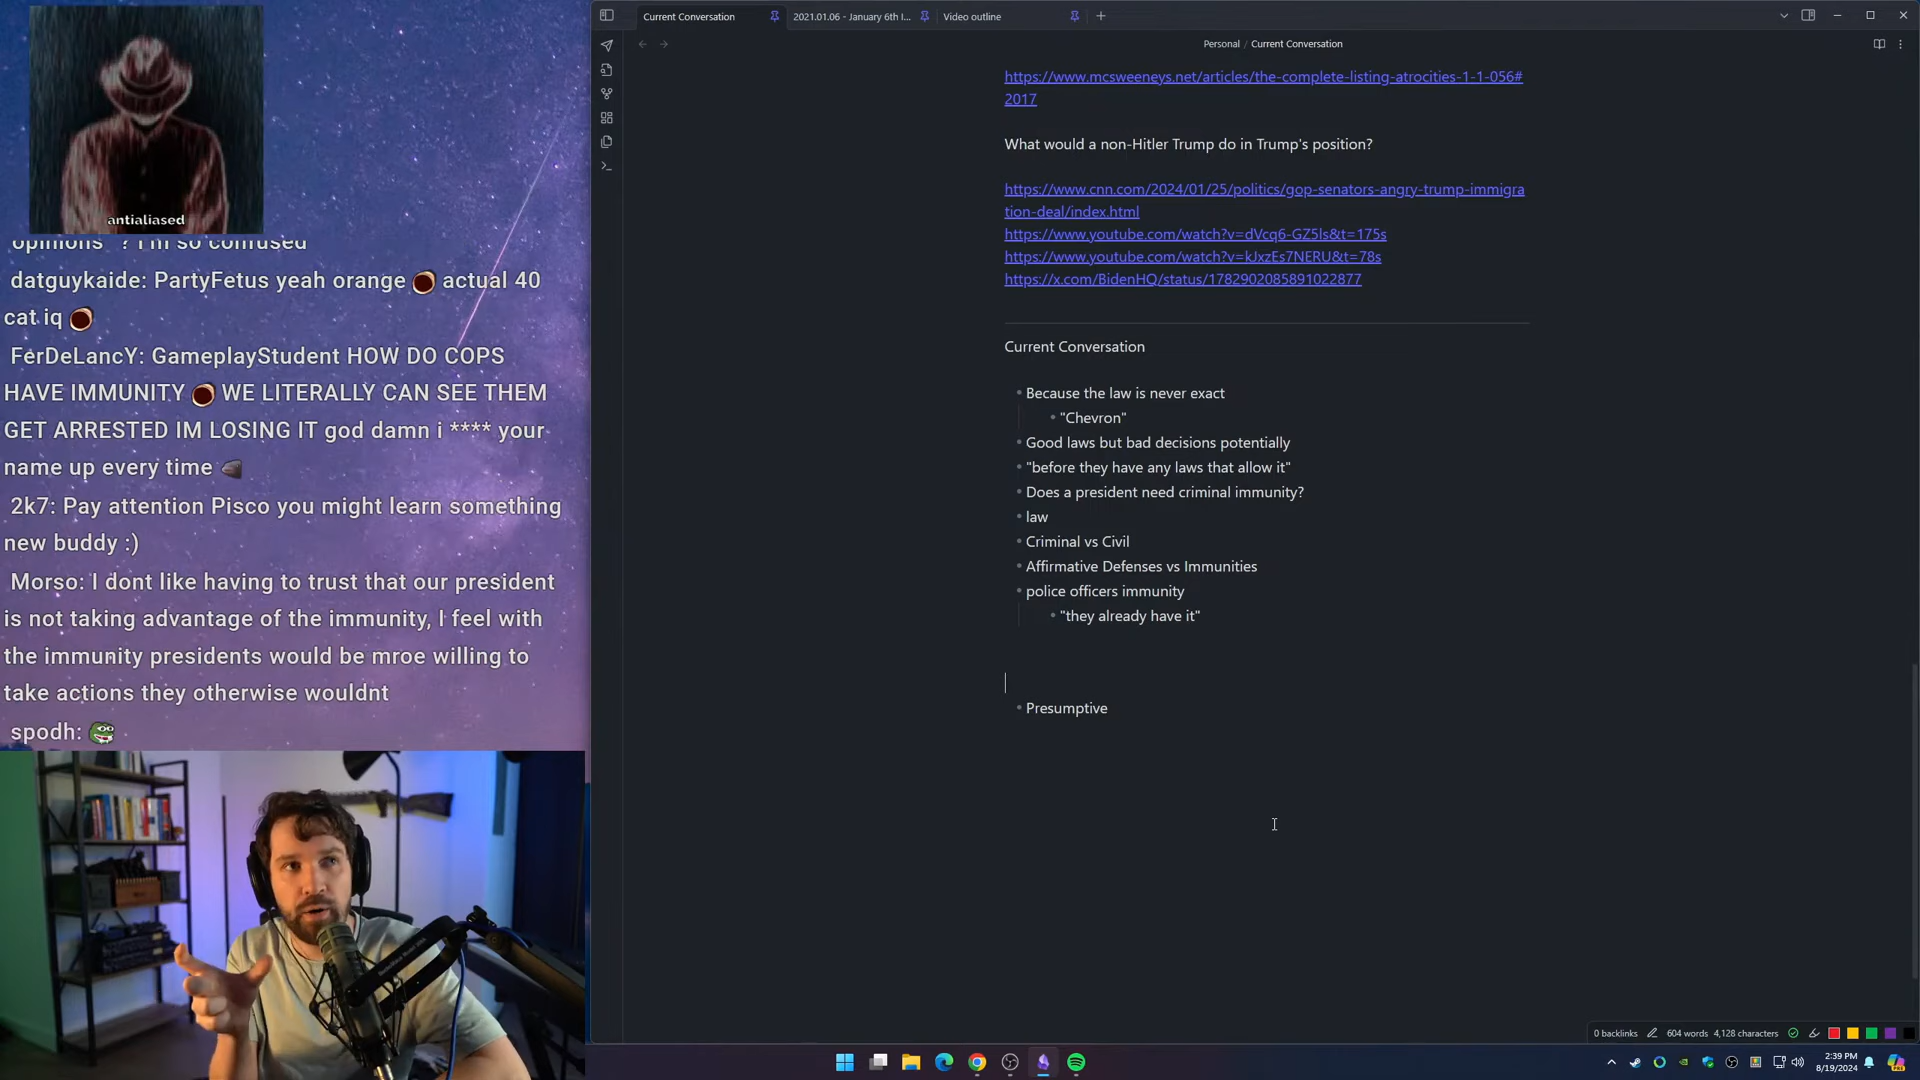 antialiased
opinions" ? I'm so confused
datguykaide: PartyFetus yeah orange actual 40
cat iq
FerDeLancY: GameplayStudent HOW DO COPS
HAVE IMMUNITY WE LITERALLY CAN SEE THEM
GET ARRESTED IM LOSING IT god damn i **** your
name up every time
2k7: Pay attention Pisco you might learn something
new buddy :)
Morso: I dont like having to trust that our president
is not taking advantage of the immunity, I feel with
the immunity presidents would be mroe willing to
take actions they otherwise wouldnt
spodh:
Current Conversation
2021.01.06 - January 6th I...
Video outline
Personal / Current Conversation
https://www.mcsweeneys.net/articles/the-complete-listing-atrocities-1-1-056#
2017
What would a non-Hitler Trump do in Trump's position?
https://www.cnn.com/2024/01/25/politics/gop-senators-angry-trump-immigra
tion-deal/index.html
https://www.youtube.com/watch?v=dVcq6-GZ5ls&t=175s
https://www.youtube.com/watch?v=kJxzEs7NERU&t=78s
https://x.com/BidenHQ/status/1782902085891022877
Current Conversation
Because the law is never exact
"Chevron"
Good laws but bad decisions potentially
"before they have any laws that allow it"
Does a president need criminal immunity?
law
Criminal vs Civil
Affirmative Defenses vs Immunities
police officers immunity
"they already have it"
Presumptive
0 backlinks
604 words 4,128 characters
2:39 PM
8/19/2024